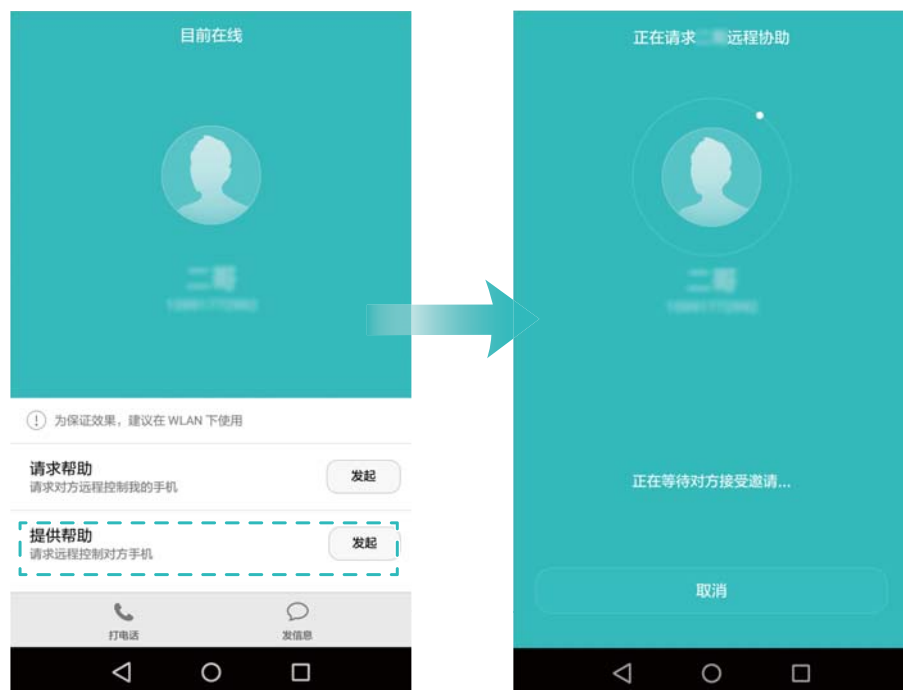 目前在线
为保证效果，建议在 WLAN 下使用
请求帮助
请求对方远程控制我的手机
发起
提供帮助
请求远程控制对方手机
发起
打电话
发信息
正在请求 远程协助
正在等待对方接受邀请...
取消